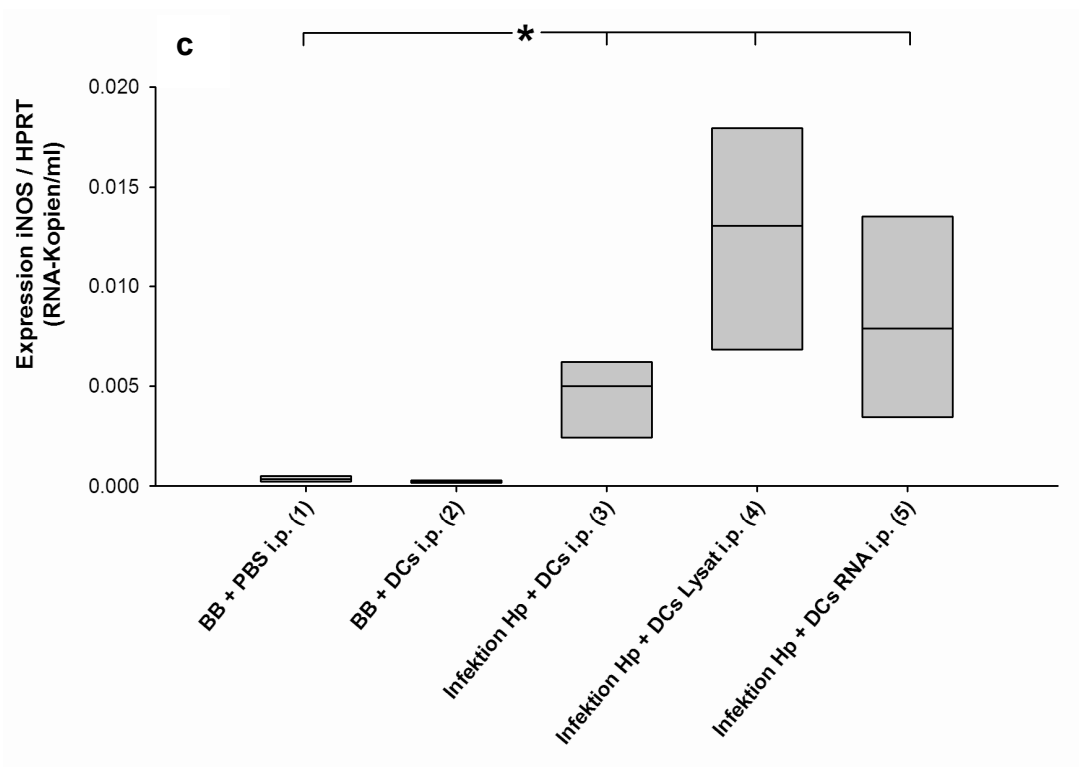 c
*
Expression iNOS / HPRT
(RNA-Kopien/ml)
0.020
0.015
0.010
0.005
0.000
BB + PBS i.p. (1)
BB + DCs i.p. (2)
Infektion Hp + DCs i.p. (3)
Infektion Hp + DCs Lysat i.p. (4)
Infektion Hp + DCs RNA i.p. (5)